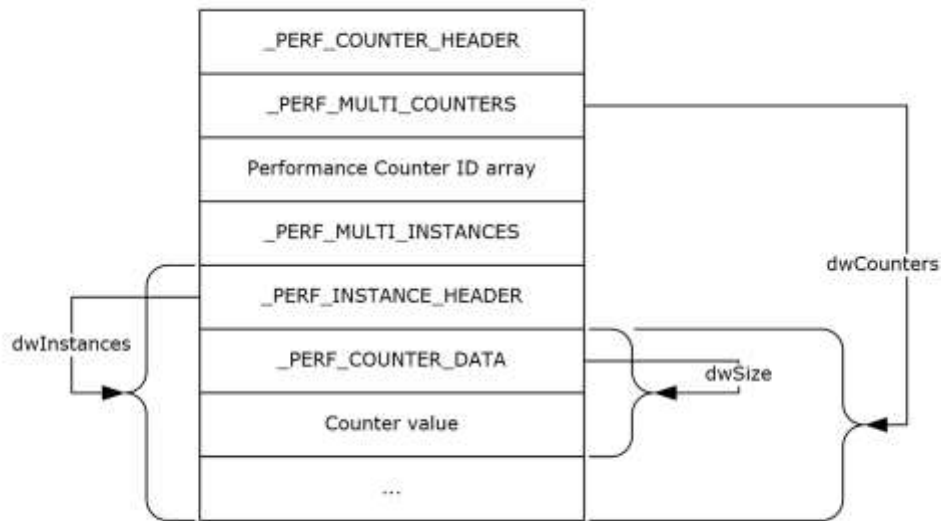 _PERF_COUNTER_HEADER
_PERF_MULTI_COUNTERS
Performance Counter ID array
_PERF_MULTI_INSTANCES
dwCounters
_PERF_INSTANCE_HEADER
dwInstances
_PERF_COUNTER_DATA
dwSize
Counter value
...